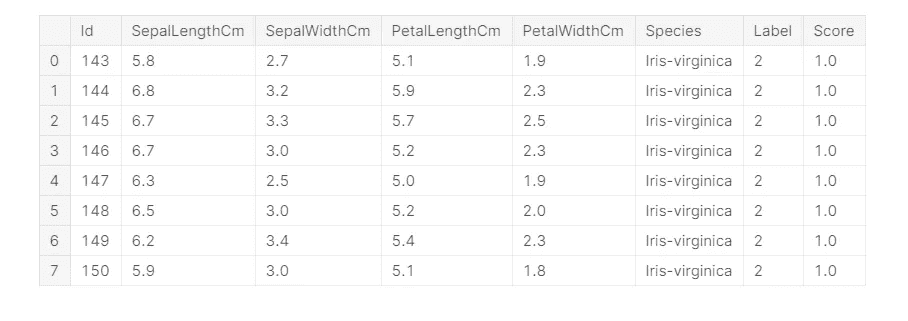 Id SepalLengthCm SepalWidthCm PetalLengthCm PetalWidthCm Species Label Score
0 143 5.8 2.7 5.1 1.9 Iris-virginica 2 1.0
1 144 6.8 3.2 5.9 2.3 Iris-virginica 2 1.0
2 145 6.7 3.3 5.7 2.5 Iris-virginica 2 1.0
3 146 6.7 3.0 5.2 2.3 Iris-virginica 2 1.0
4 147 6.3 2.5 5.0 1.9 Iris-virginica 2 1.0
5 148 6.5 3.0 5.2 2.0 Iris-virginica 2 1.0
6 149 6.2 3.4 5.4 2.3 Iris-virginica 2 1.0
7 150 5.9 3.0 5.1 1.8 Iris-virginica 2 1.0